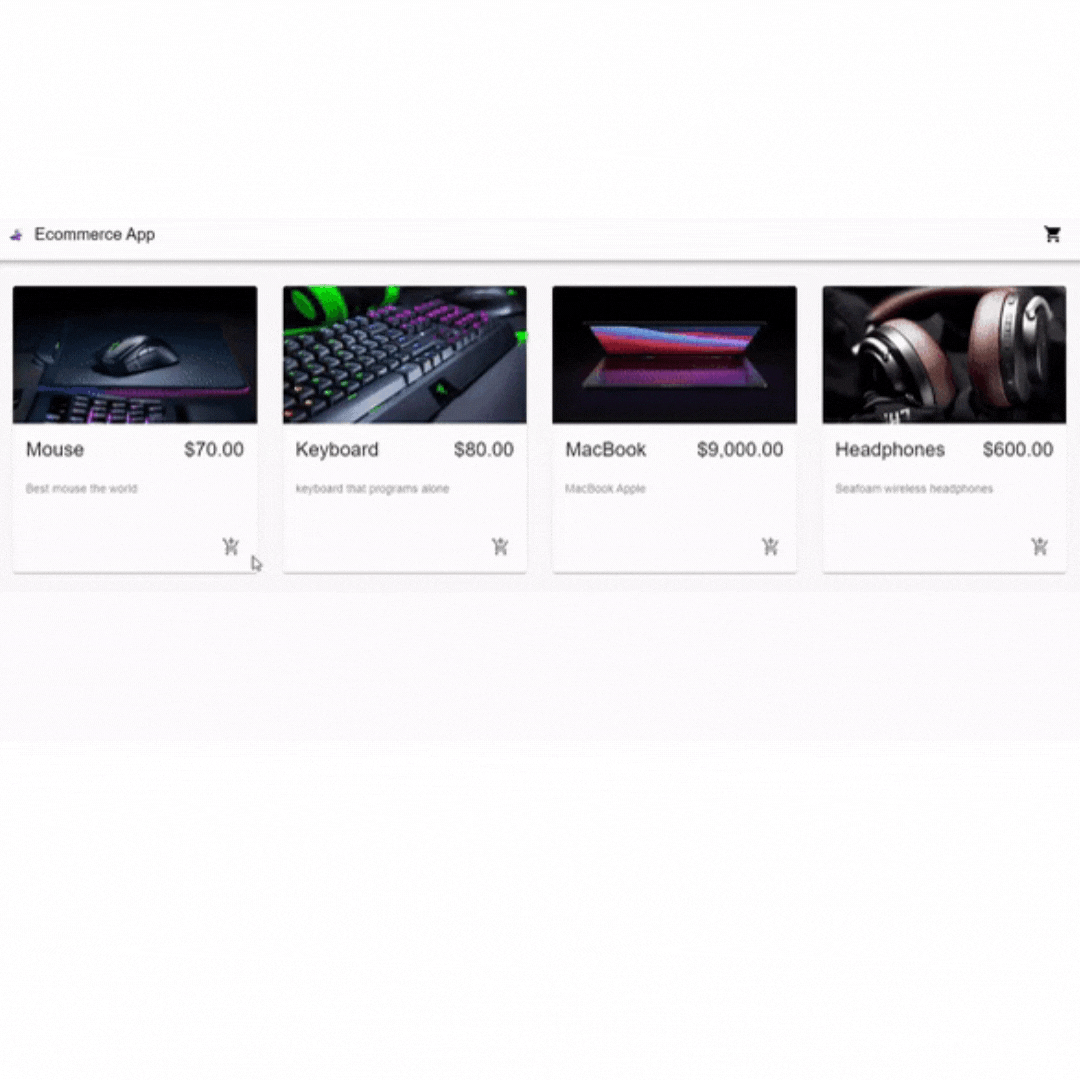 Ecommerce App
Mouse $70.00
Best mouse the world
Keyboard $80.00
keyboard that programs alone
MacBook $9,000.00
MacBook Apple
Headphones $600.00
Seafoam wireless headphones